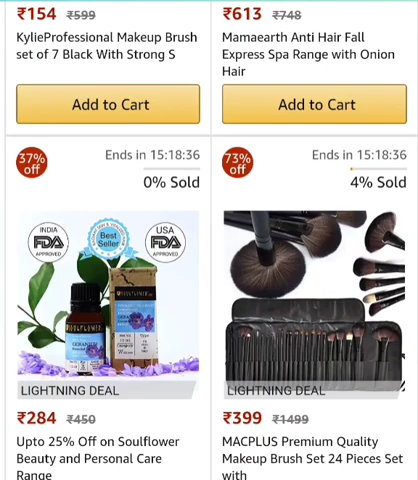 ₹154 ₹599
KylieProfessional Makeup Brush
set of 7 Black With Strong S
Add to Cart
₹613 ₹748
Mamaearth Anti Hair Fall
Express Spa Range with Onion
Hair
Add to Cart
37%
off
Ends in 15:18:36
0% Sold
INDIA
FDA
APPROVED
Best
Seller
USA
FDA
APPROVED
SOULFLOWER
LIGHTNING DEAL
₹284 ₹450
Upto 25% Off on Soulflower
Beauty and Personal Care
Range
73%
off
Ends in 15:18:36
4% Sold
LIGHTNING DEAL
₹399 ₹1499
MACPLUS Premium Quality
Makeup Brush Set 24 Pieces Set
with